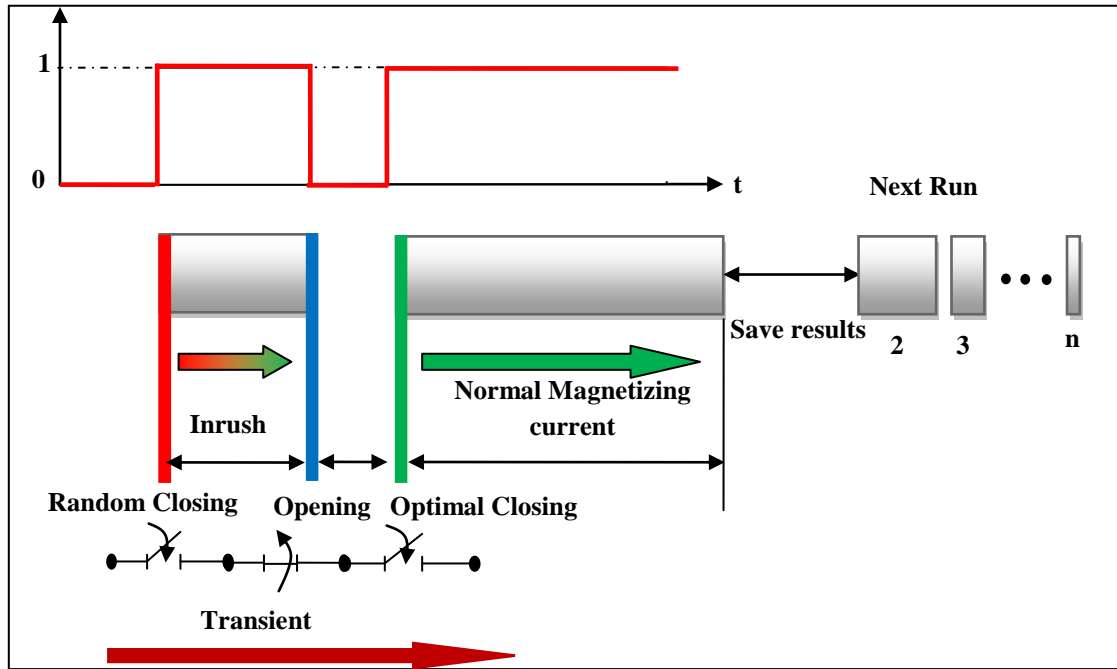 1
0
t
Next Run
Save results
2
3
n
Normal Magnetizing
current
Inrush
Random Closing
Opening
Optimal Closing
Transient